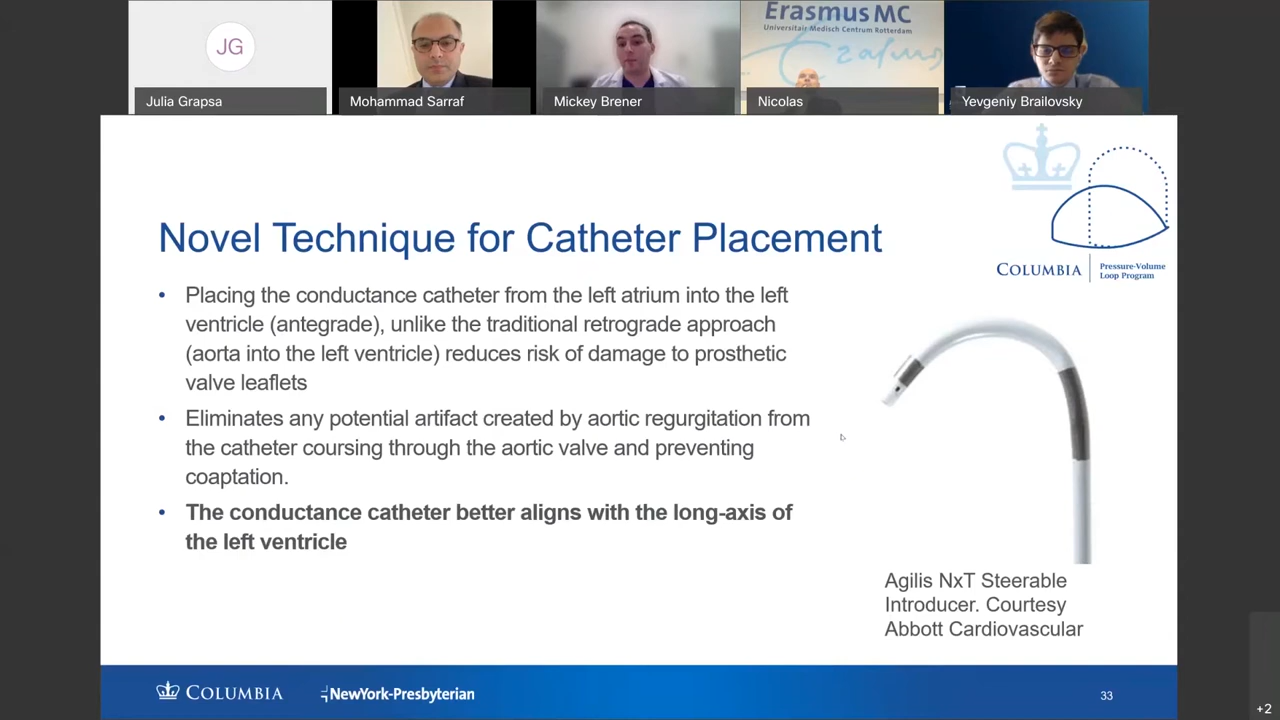 JG
Erasmus MC
Universitair Medisch Centrum Rotterdam
Erasmus
Julia Grapsa
Mohammad Sarraf
Mickey Brener
Nicolas
Yevgeniy Brailovsky
COLUMBIA
Pressure-Volume
Loop Program
Novel Technique for Catheter Placement
• Placing the conductance catheter from the left atrium into the left
ventricle (antegrade), unlike the traditional retrograde approach
(aorta into the left ventricle) reduces risk of damage to prosthetic
valve leaflets
• Eliminates any potential artifact created by aortic regurgitation from
the catheter coursing through the aortic valve and preventing
coaptation.
• The conductance catheter better aligns with the long-axis of
the left ventricle
Agilis NxT Steerable
Introducer. Courtesy
Abbott Cardiovascular
COLUMBIA
NewYork-Presbyterian
33
+2